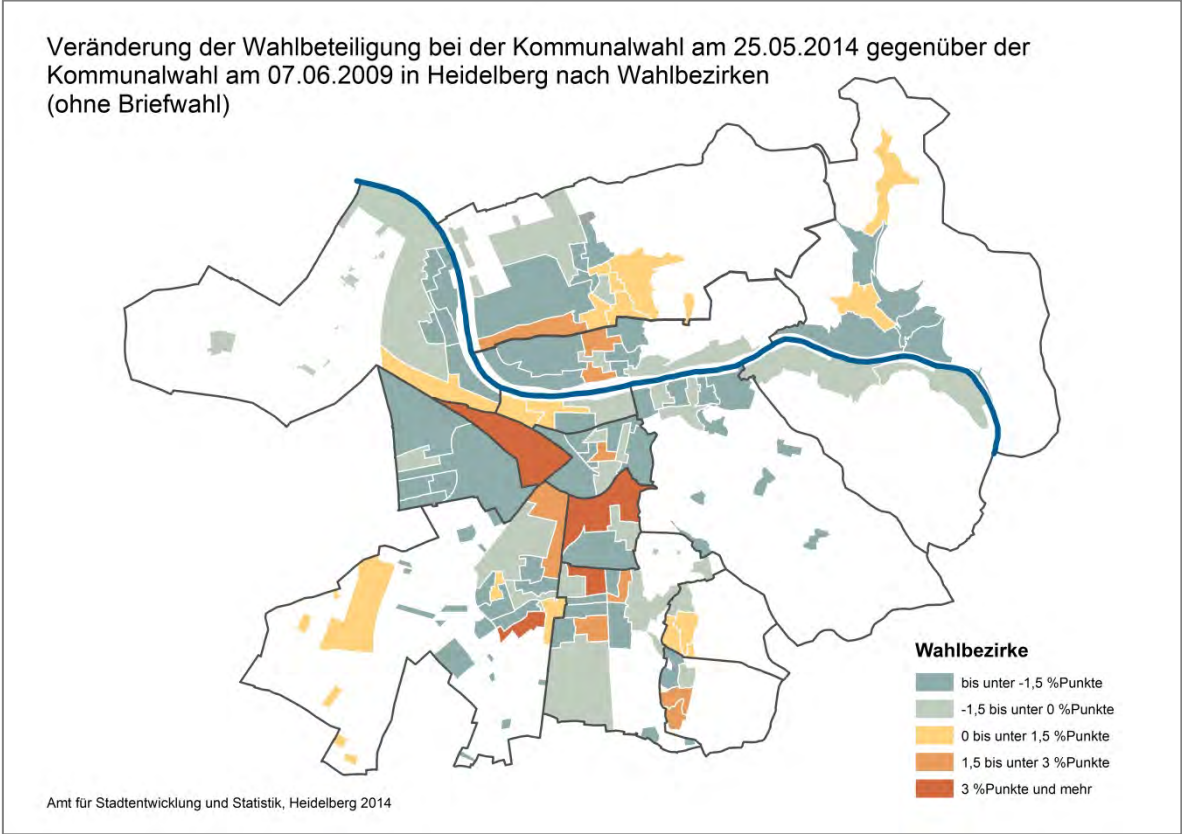 Veränderung der Wahlbeteiligung bei der Kommunalwahl am 25.05.2014 gegenüber der
Kommunalwahl am 07.06.2009 in Heidelberg nach Wahlbezirken
(ohne Briefwahl)
Wahlbezirke
bis unter -1,5 %Punkte
-1,5 bis unter 0 %Punkte
0 bis unter 1,5 %Punkte
1,5 bis unter 3 %Punkte
3 %Punkte und mehr
Amt für Stadtentwicklung und Statistik, Heidelberg 2014